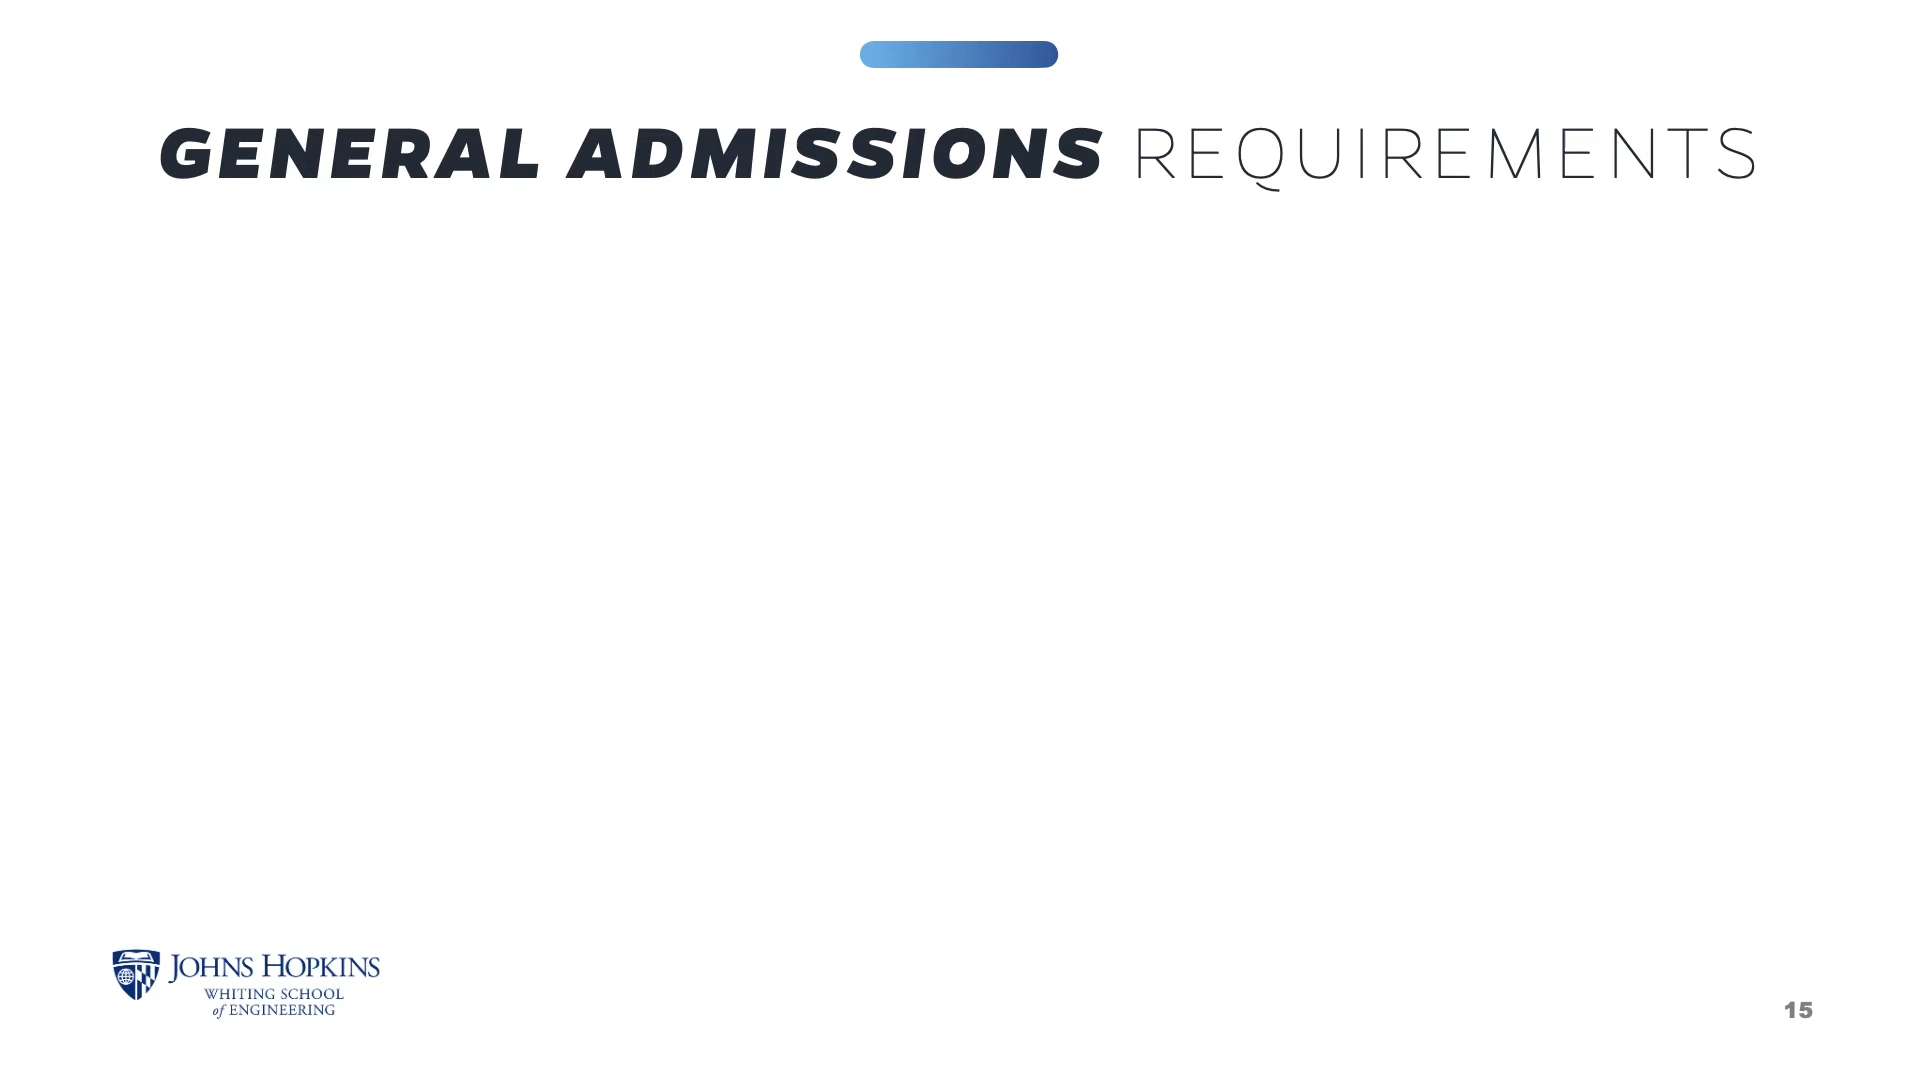 GENERAL ADMISSIONS REQUIREMENTS
JOHNS HOPKINS
WHITING SCHOOL
of ENGINEERING
15